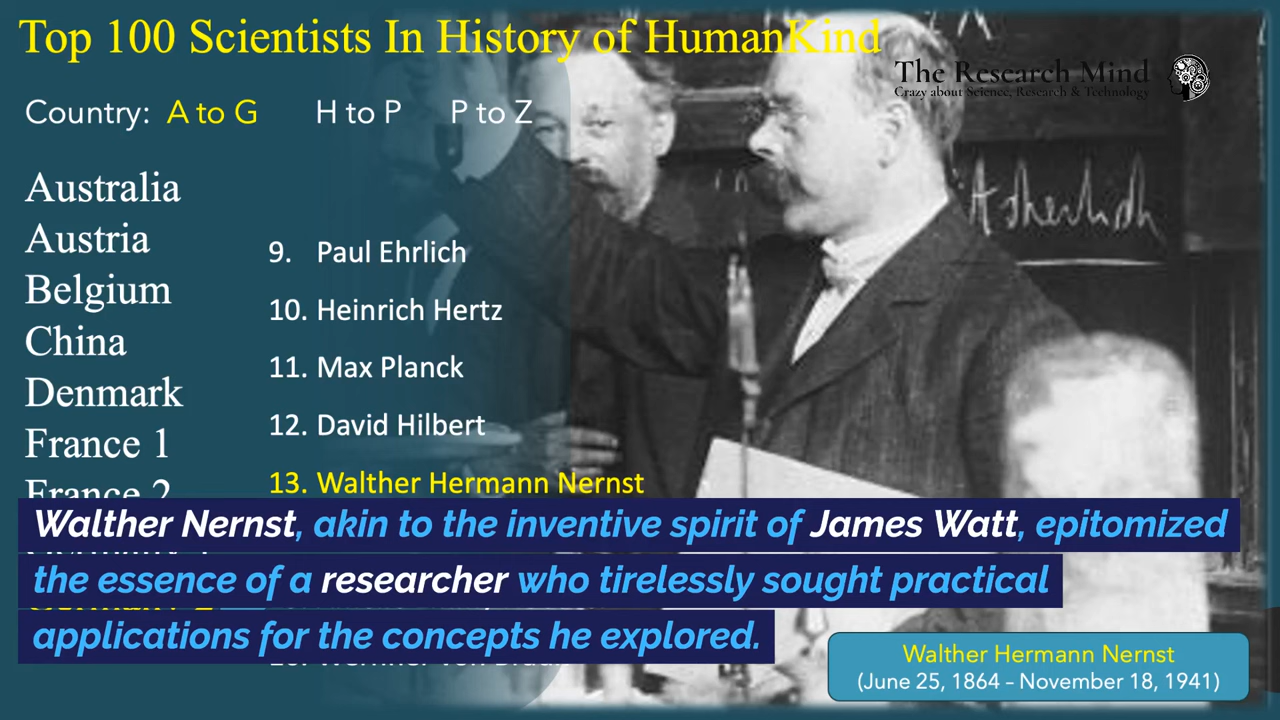 Top 100 Scientists In History of HumanKind
The Research Mind
Crazy about Science, Research & Technology
Country: A to G H to P P to Z
Australia
Austria
Belgium
China
Denmark
France 1
France 2
9. Paul Ehrlich
10. Heinrich Hertz
11. Max Planck
12. David Hilbert
13. Walther Hermann Nernst
Walther Nernst, akin to the inventive spirit of James Watt, epitomized
the essence of a researcher who tirelessly sought practical
applications for the concepts he explored.
Walther Hermann Nernst
(June 25, 1864 – November 18, 1941)